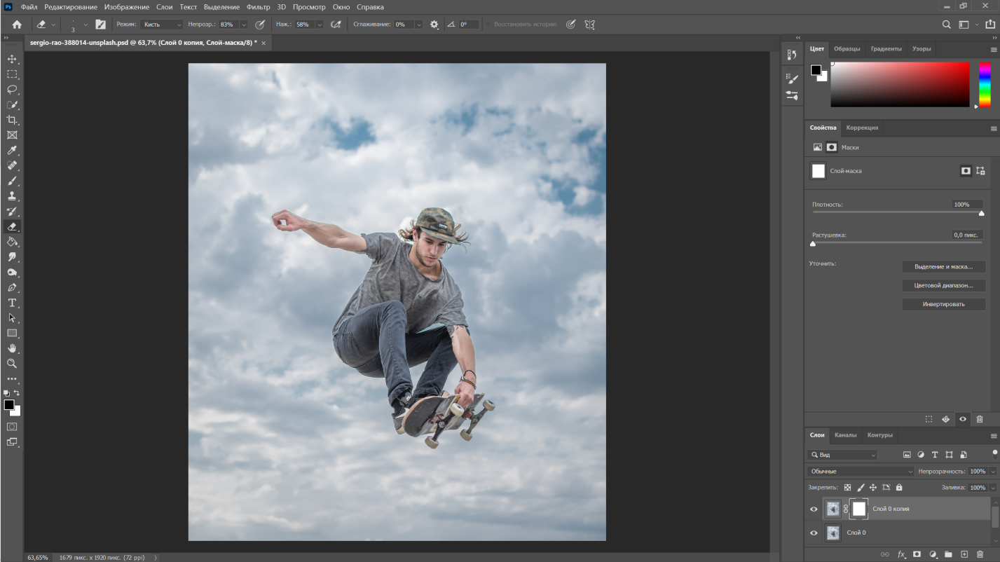 Ps Файл Редактирование Изображение Слои Текст Выделение Фильтр 3D Просмотр Окно Справка
3 Режим: Кисть Непрозр.: 83% Наж.: 58% Сглаживание: 0% 0° Восстановить историю
sergio-rao-388014-unsplash.psd @ 63,7% (Слой 0 копия, Слой-маска/8) * ×
Цвет Образцы Градиенты Узоры
Свойства Коррекция
Маски
Слой-маска
Плотность: 100%
Растушевка: 0,0 пикс.
Уточнить:
Выделение и маска...
Цветовой диапазон...
Инвертировать
Слои Каналы Контуры
Вид
Обычные Непрозрачность: 100%
Закрепить: Заливка: 100%
Слой 0 копия
Слой 0
fx
63,65% 1679 пикс. x 1920 пикс. (72 ppi)